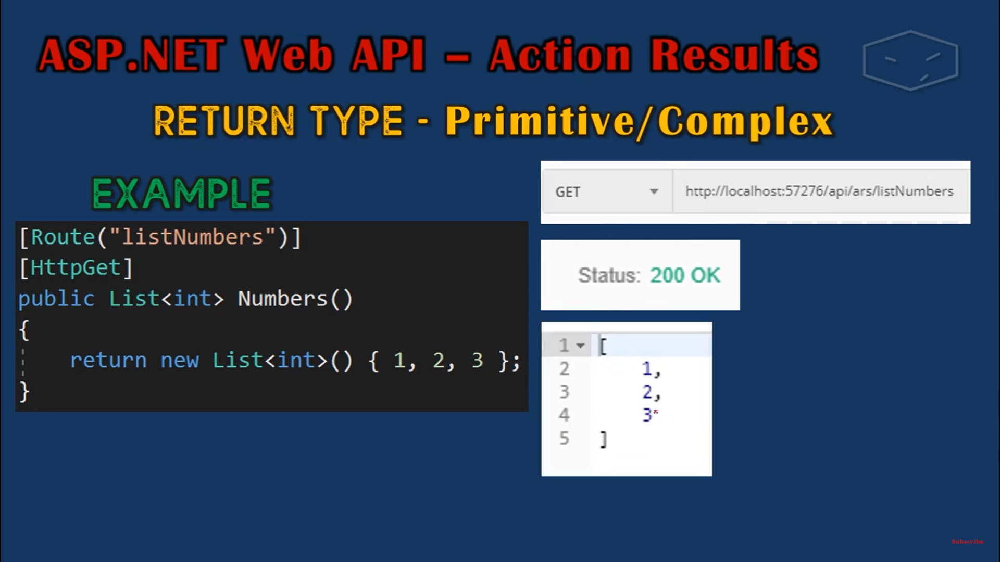 ASP.NET Web API – Action Results
RETURN TYPE - Primitive/Complex
EXAMPLE
[Route("listNumbers")]
[HttpGet]
public List<int> Numbers()
{
return new List<int>() { 1, 2, 3 };
}
GET http://localhost:57276/api/ars/listNumbers
Status: 200 OK
1 [
2 1,
3 2,
4 3
5 ]
Subscribe